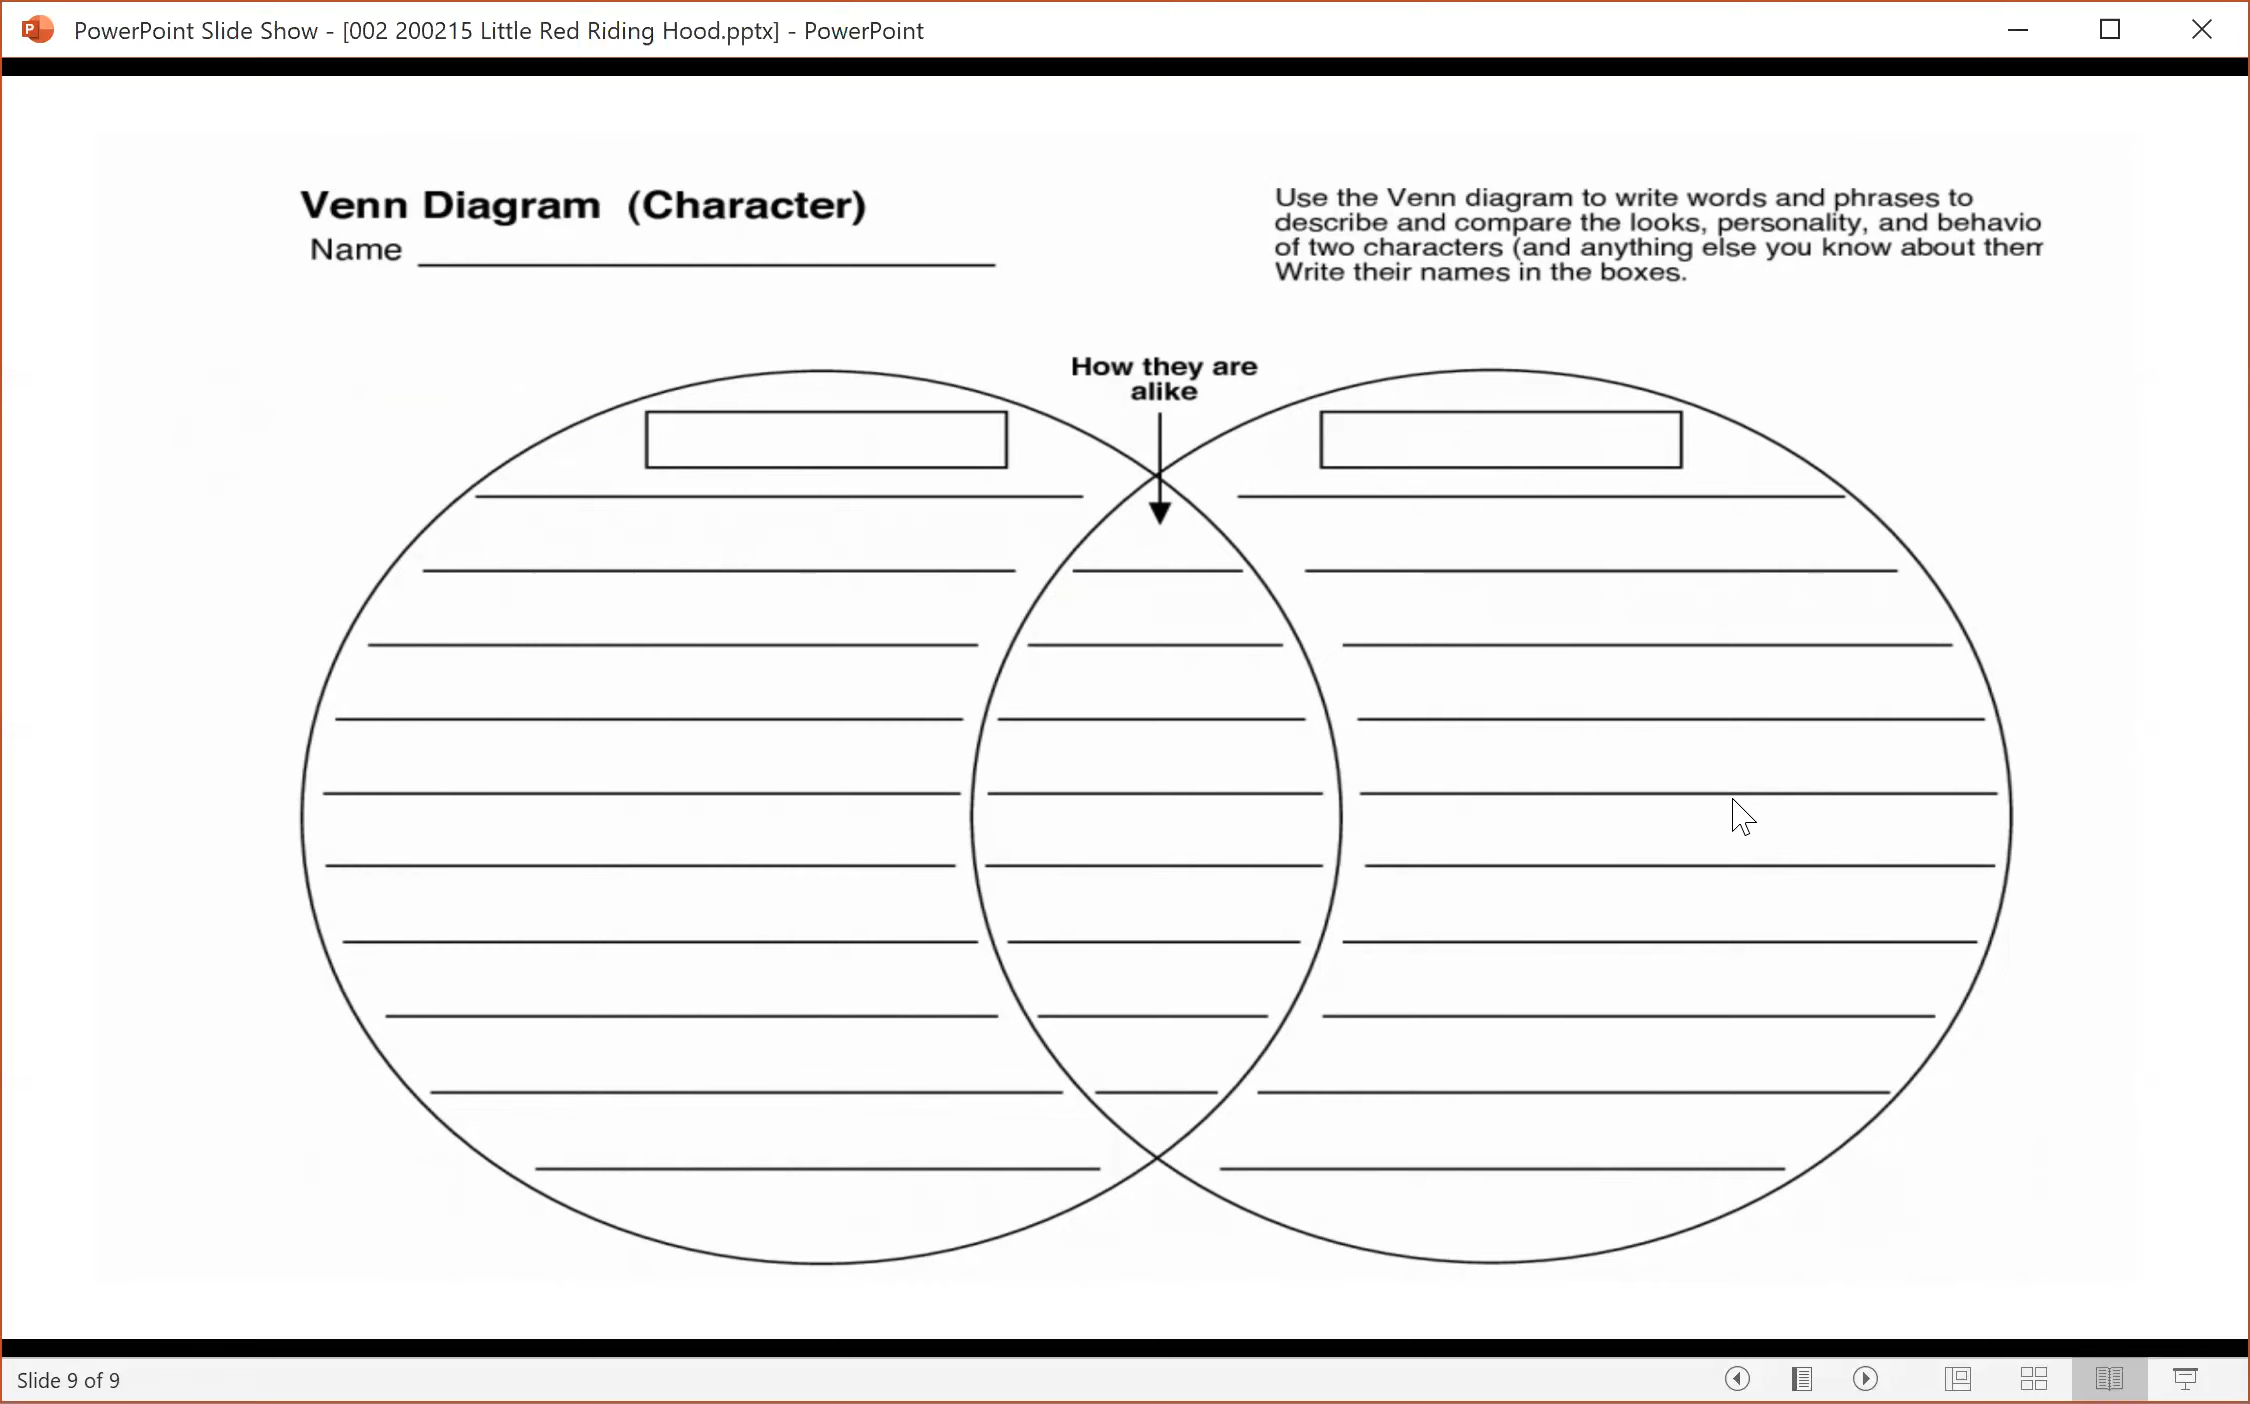 PowerPoint Slide Show - [002 200215 Little Red Riding Hood.pptx] - PowerPoint
Venn Diagram (Character)
Name
Use the Venn diagram to write words and phrases to
describe and compare the looks, personality, and behavio
of two characters (and anything else you know about them
Write their names in the boxes.
How they are
alike
Slide 9 of 9